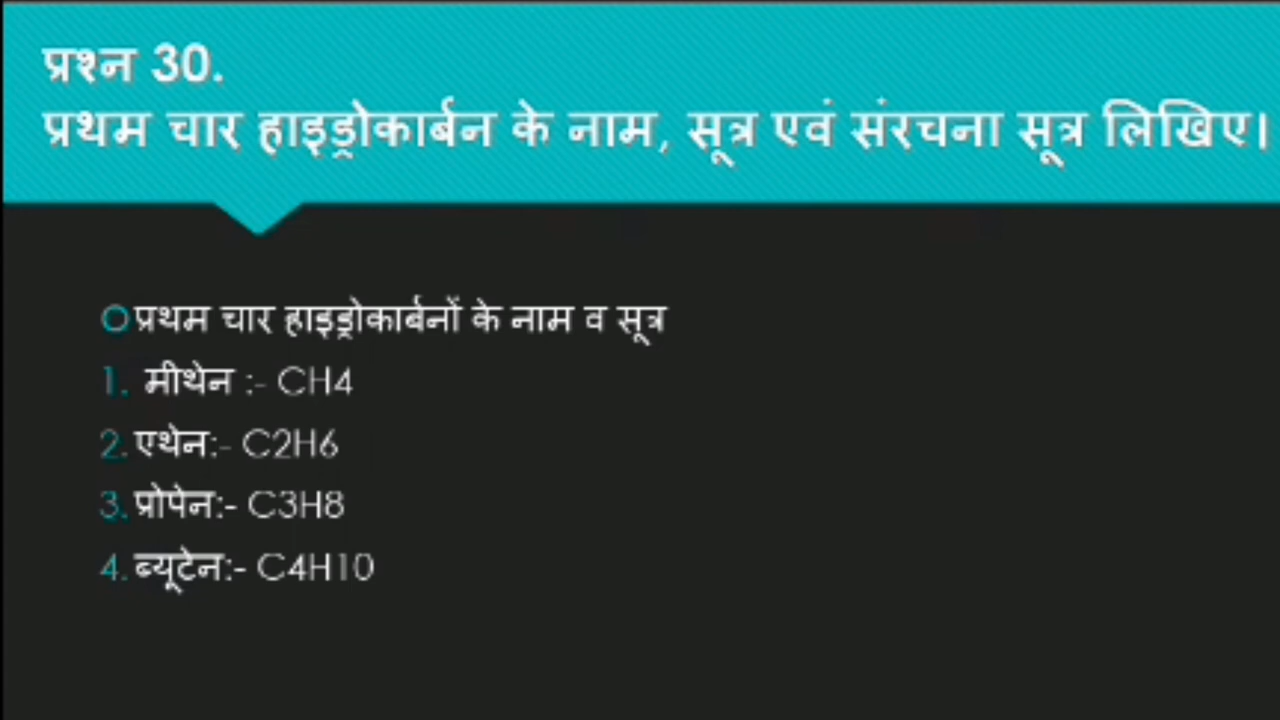 प्रश्न 30.
प्रथम चार हाइड्रोकार्बन के नाम, सूत्र एवं संरचना सूत्र लिखिए।
प्रथम चार हाइड्रोकार्बनों के नाम व सूत्र
1. मीथेन :- CH4
2. एथेन:- C2H6
3. प्रोपेन:- C3H8
4. ब्यूटेन:- C4H10